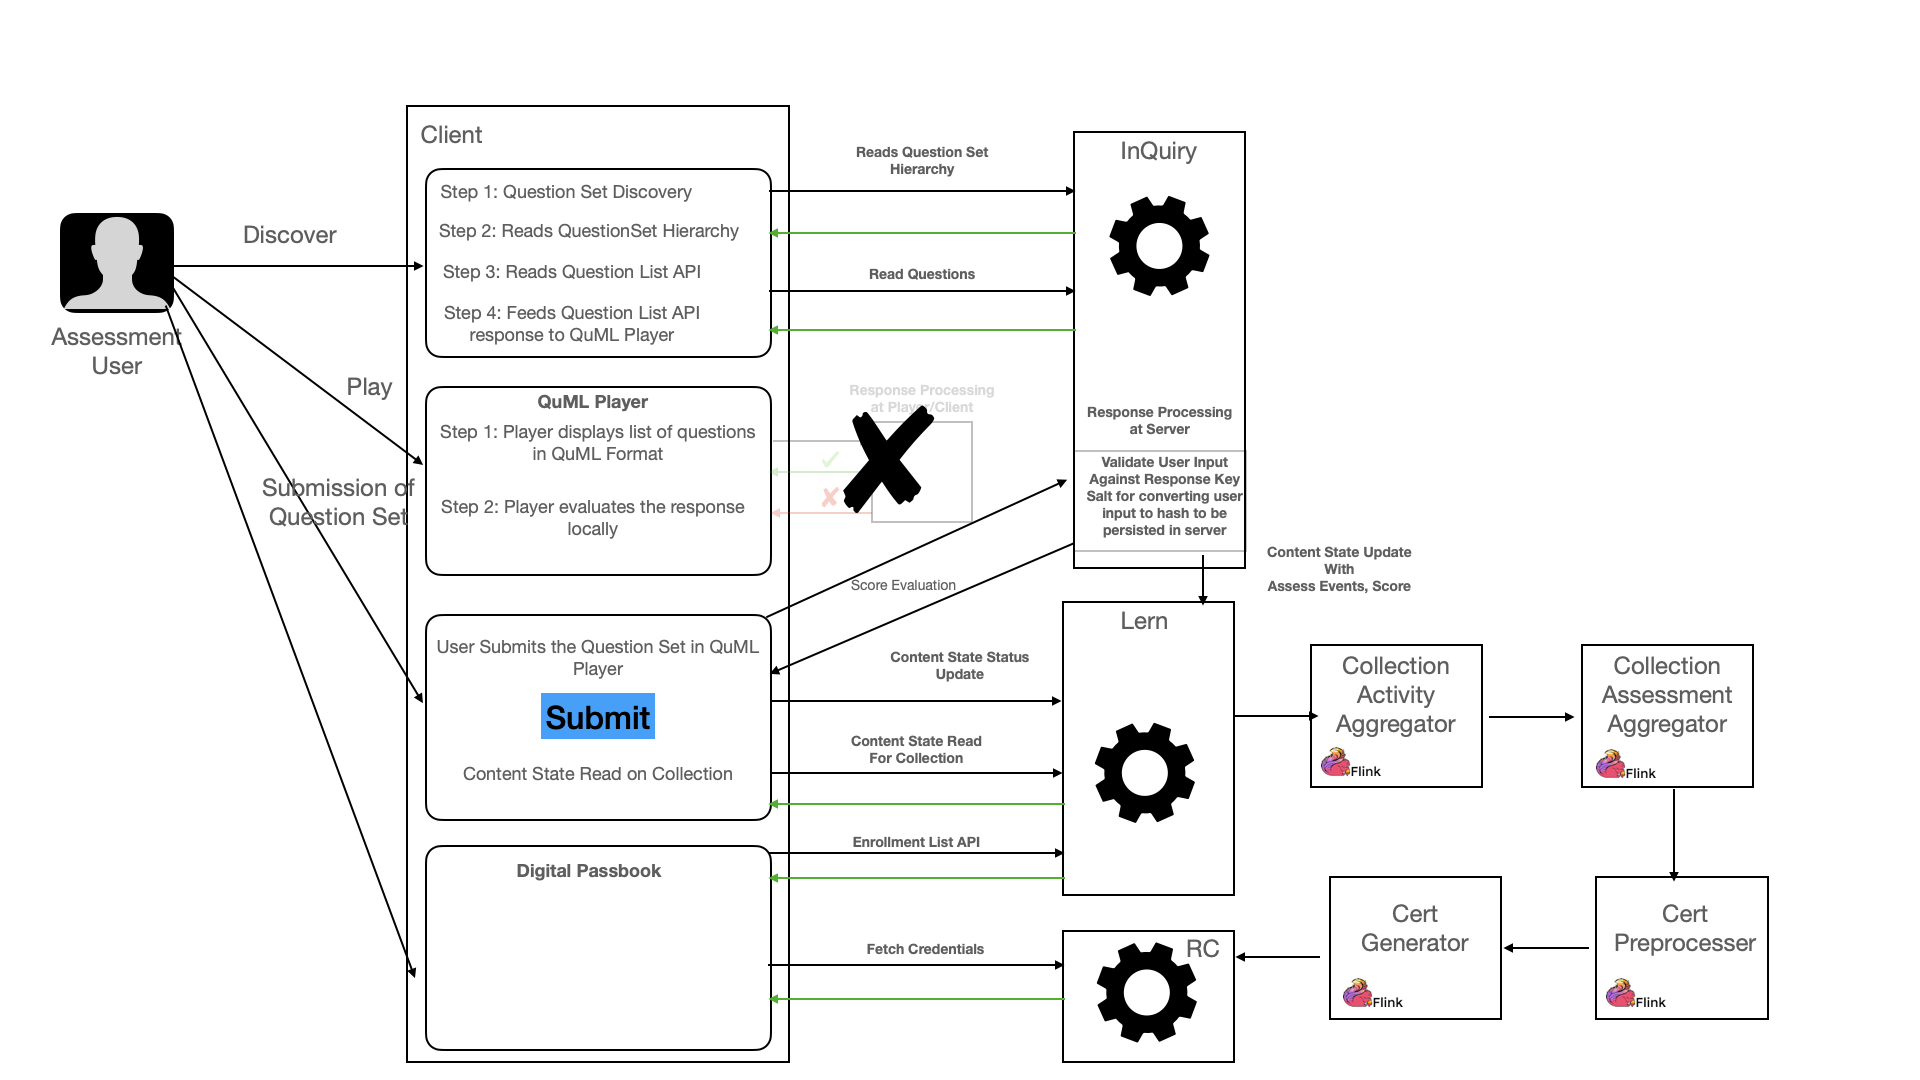 Client
Step 1: Question Set Discovery
Step 2: Reads QuestionSet Hierarchy
Step 3: Reads Question List API
Step 4: Feeds Question List API
response to QuML Player
Discover
Assessment
User
Play
Submission of
Question Set
QuML Player
Step 1: Player displays list of questions
in QuML Format
Step 2: Player evaluates the response
locally
User Submits the Question Set in QuML
Player
Submit
Content State Read on Collection
Digital Passbook
Reads Question Set
Hierarchy
Read Questions
Response Processing
at Player/Client
Score Evaluation
Content State Status
Update
Content State Read
For Collection
Enrollment List API
Fetch Credentials
InQuiry
Response Processing
at Server
Validate User Input
Against Response Key
Salt for converting user
input to hash to be
persisted in server
Content State Update
With
Assess Events, Score
Lern
RC
Collection
Activity
Aggregator
Flink
Collection
Assessment
Aggregator
Flink
Cert
Generator
Flink
Cert
Preprocesser
Flink